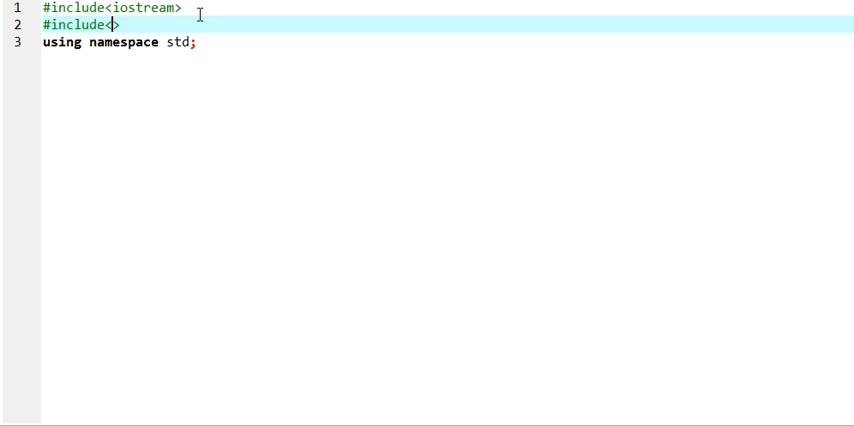 1 #include<iostream>
2 #include<>
3 using namespace std;